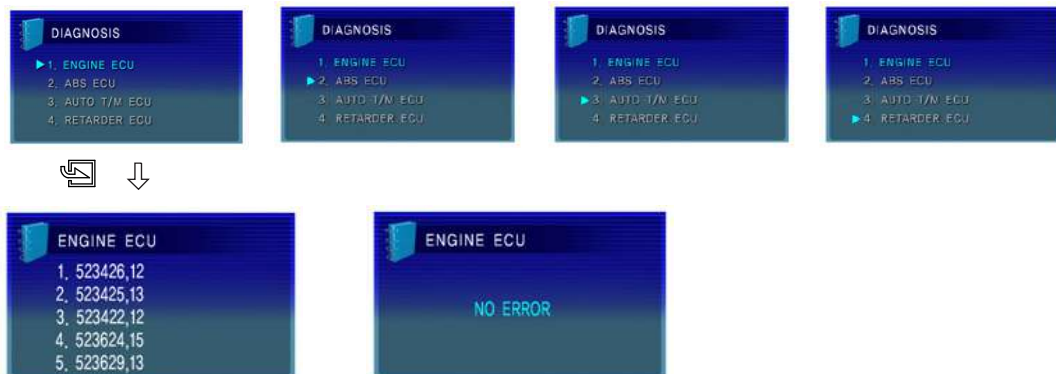 DIAGNOSIS
1. ENGINE ECU
2. ABS ECU
3. AUTO T/M ECU
4. RETARDER ECU
DIAGNOSIS
1. ENGINE ECU
2. ABS ECU
3. AUTO T/M ECU
4. RETARDER ECU
DIAGNOSIS
1. ENGINE ECU
2. ABS ECU
3. AUTO T/M ECU
4. RETARDER ECU
DIAGNOSIS
1. ENGINE ECU
2. ABS ECU
3. AUTO T/M ECU
4. RETARDER ECU
ENGINE ECU
1. 523426,12
2. 523425,13
3. 523422,12
4. 523624,15
5. 523629,13
ENGINE ECU
NO ERROR